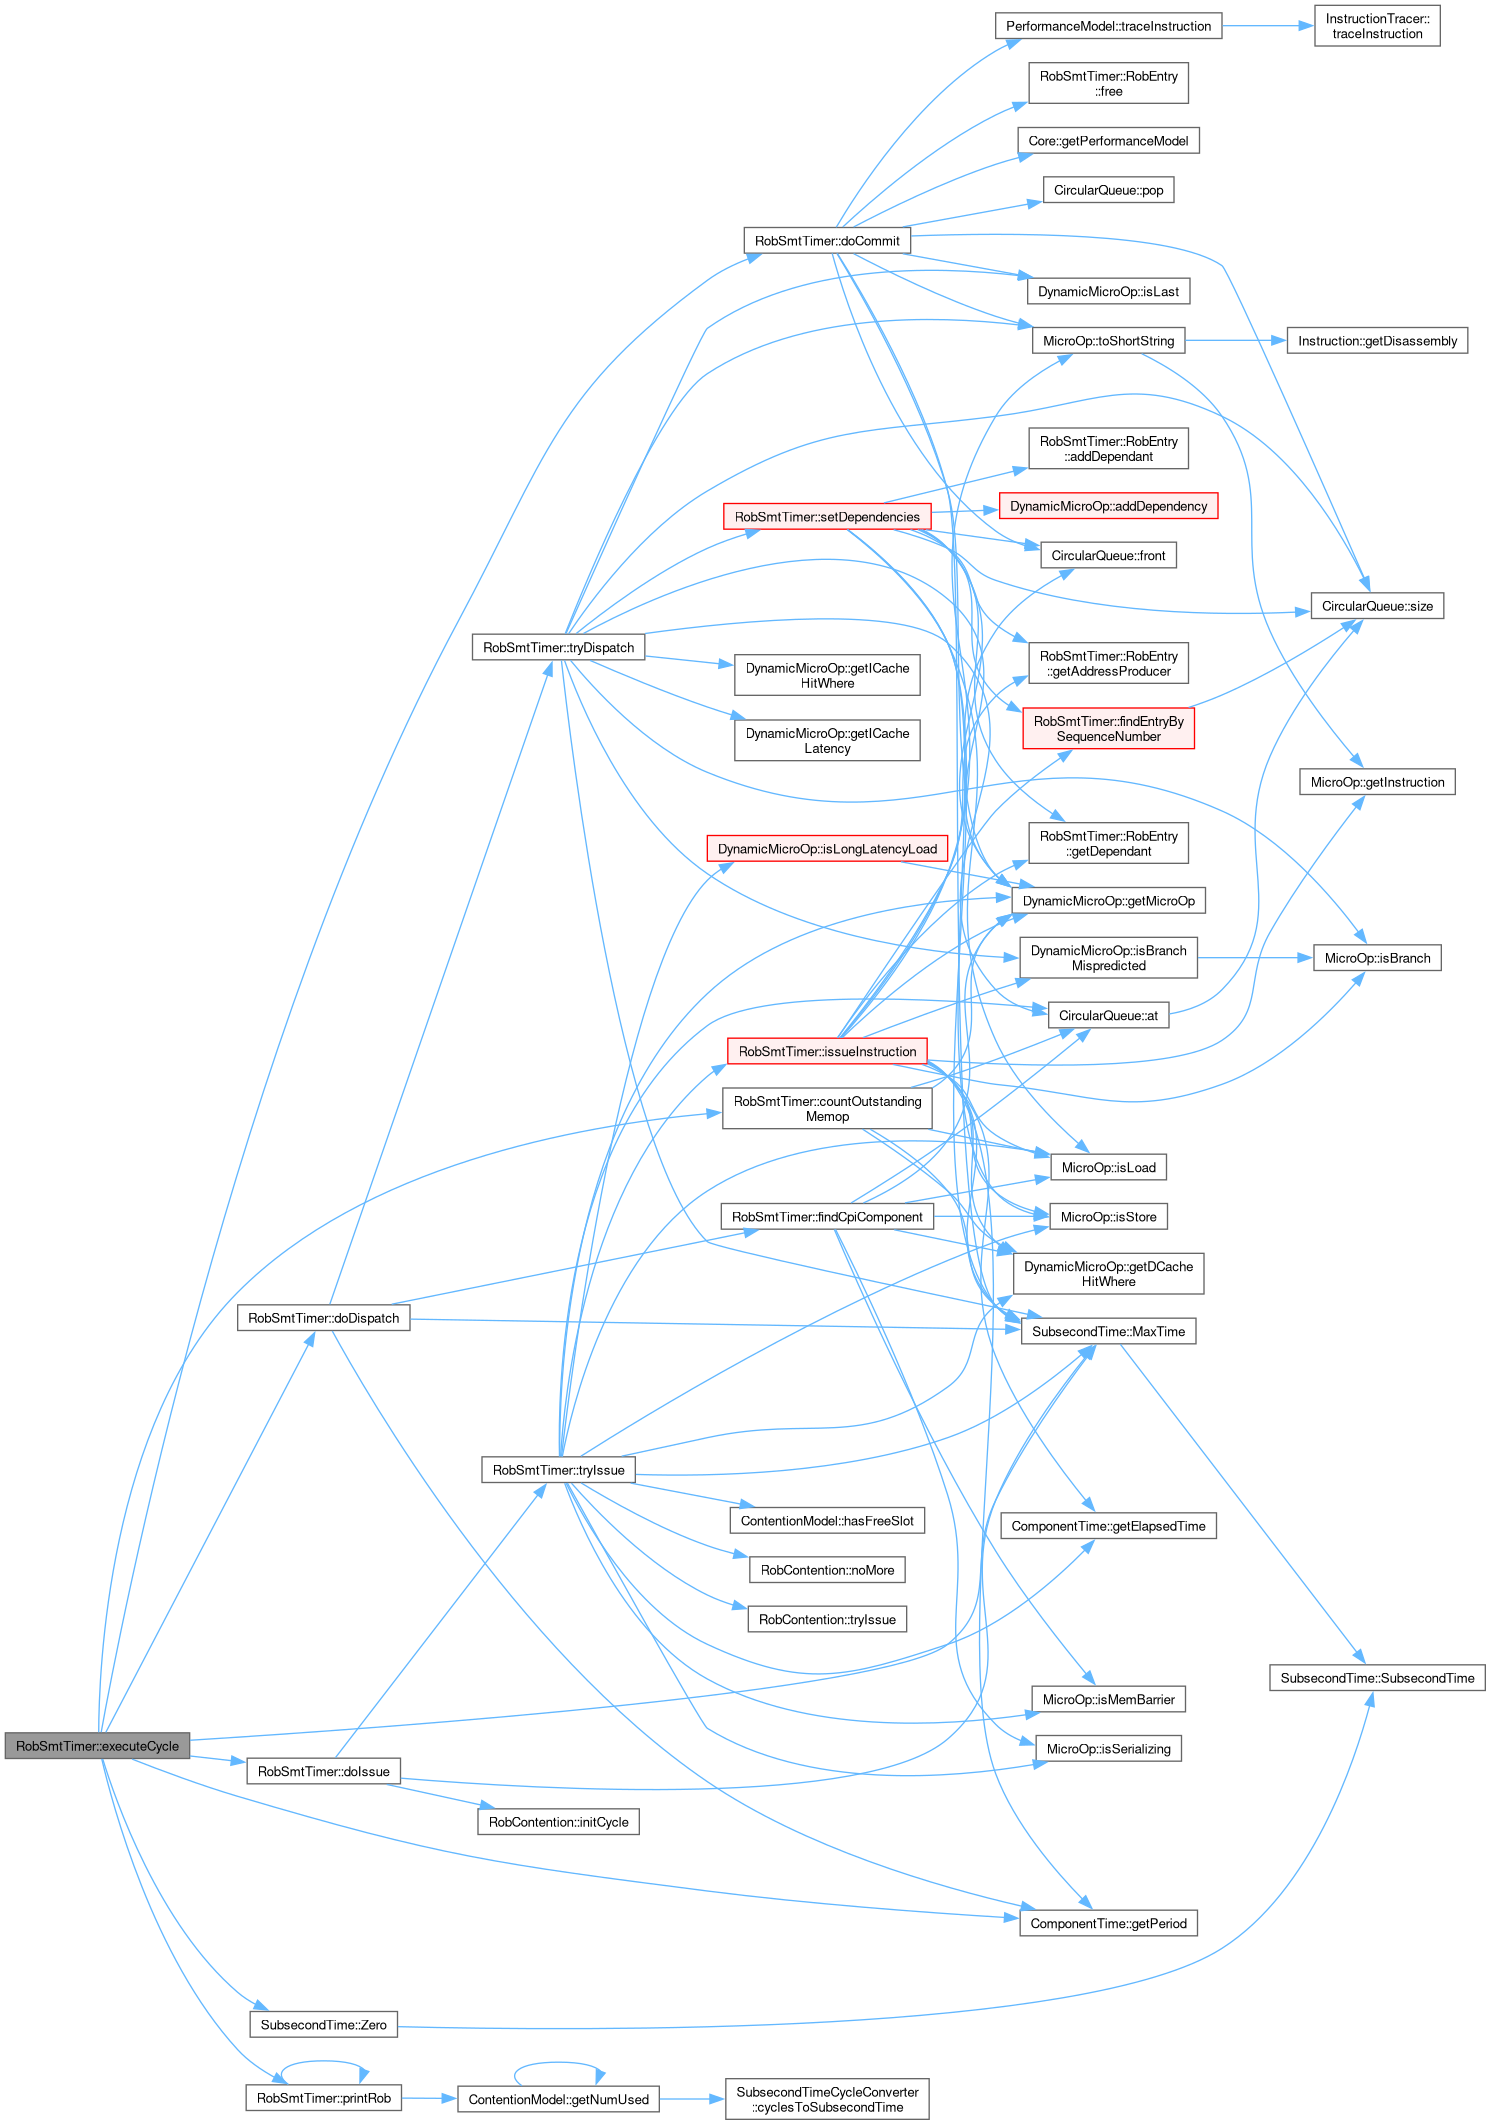 PerformanceModel::traceInstruction
InstructionTracer::
traceInstruction
RobSmtTimer::RobEntry
::free
Core::getPerformanceModel
CircularQueue::pop
RobSmtTimer::doCommit
DynamicMicroOp::isLast
MicroOp::toShortString
Instruction::getDisassembly
RobSmtTimer::RobEntry
::addDependant
RobSmtTimer::setDependencies
DynamicMicroOp::addDependency
CircularQueue::front
CircularQueue::size
RobSmtTimer::tryDispatch
DynamicMicroOp::getICache
HitWhere
RobSmtTimer::RobEntry
::getAddressProducer
DynamicMicroOp::getICache
Latency
RobSmtTimer::findEntryBy
SequenceNumber
MicroOp::getInstruction
DynamicMicroOp::isLongLatencyLoad
RobSmtTimer::RobEntry
::getDependant
DynamicMicroOp::getMicroOp
DynamicMicroOp::isBranch
Mispredicted
MicroOp::isBranch
CircularQueue::at
RobSmtTimer::issueInstruction
RobSmtTimer::countOutstanding
Memop
MicroOp::isLoad
RobSmtTimer::findCpiComponent
MicroOp::isStore
DynamicMicroOp::getDCache
HitWhere
RobSmtTimer::doDispatch
SubsecondTime::MaxTime
RobSmtTimer::tryIssue
ContentionModel::hasFreeSlot
ComponentTime::getElapsedTime
RobContention::noMore
RobContention::tryIssue
SubsecondTime::SubsecondTime
MicroOp::isMemBarrier
RobSmtTimer::executeCycle
MicroOp::isSerializing
RobSmtTimer::doIssue
RobContention::initCycle
ComponentTime::getPeriod
SubsecondTime::Zero
RobSmtTimer::printRob
ContentionModel::getNumUsed
SubsecondTimeCycleConverter
::cyclesToSubsecondTime